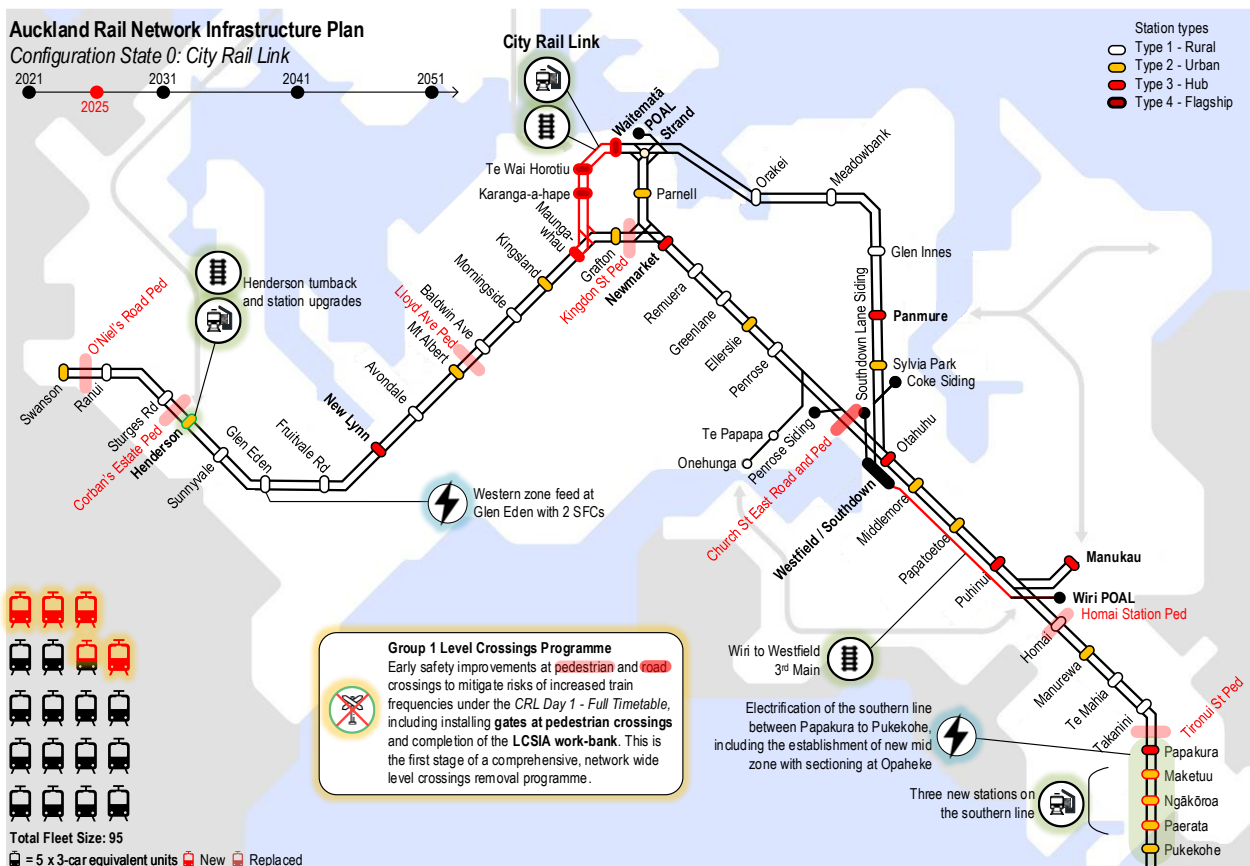 Auckland Rail Network Infrastructure Plan
Configuration State 0: City Rail Link
2021
2031
2041
2051
2025
City Rail Link
Station types
Type 1 - Rural
Type 2 - Urban
Type 3 - Hub
Type 4 - Flagship
Waitematā
POAL
Strand
Te Wai Horotiu
Karanga-a-hape
Parnell
Orakei
Meadowbank
Glen Innes
Panmure
Sylvia Park
Coke Siding
Southdown Lane Siding
Maunga-
whau
Grafton
Kingdon St Ped
Newmarket
Kingsland
Morningside
Baldwin Ave
Lloyd Ave Ped
Mt Albert
Avondale
New Lynn
Fruitvale Rd
Glen Eden
Sunnyvale
Henderson
Corban's Estate Ped
Sturges Rd
Ranui
O'Niel's Road Ped
Swanson
Henderson turnback
and station upgrades
Western zone feed at
Glen Eden with 2 SFCs
Remuera
Greenlane
Ellerslie
Penrose
Te Papapa
Onehunga
Penrose Siding
Church St East Road and Ped
Westfield / Southdown
Otahuhu
Middlemore
Papatoetoe
Puhinui
Manukau
Wiri POAL
Homai Station Ped
Homai
Manurewa
Te Mahia
Takanini
Tironui St Ped
Papakura
Maketuu
Ngākōroa
Paerata
Pukekohe
Wiri to Westfield
3rd Main
Electrification of the southern line
between Papakura to Pukekohe,
including the establishment of new mid
zone with sectioning at Opaheke
Three new stations on
the southern line
Group 1 Level Crossings Programme
Early safety improvements at pedestrian and road
crossings to mitigate risks of increased train
frequencies under the CRL Day 1 - Full Timetable,
including installing gates at pedestrian crossings
and completion of the LCSIA work-bank. This is
the first stage of a comprehensive, network wide
level crossings removal programme.
Total Fleet Size: 95
= 5 x 3-car equivalent units New Replaced